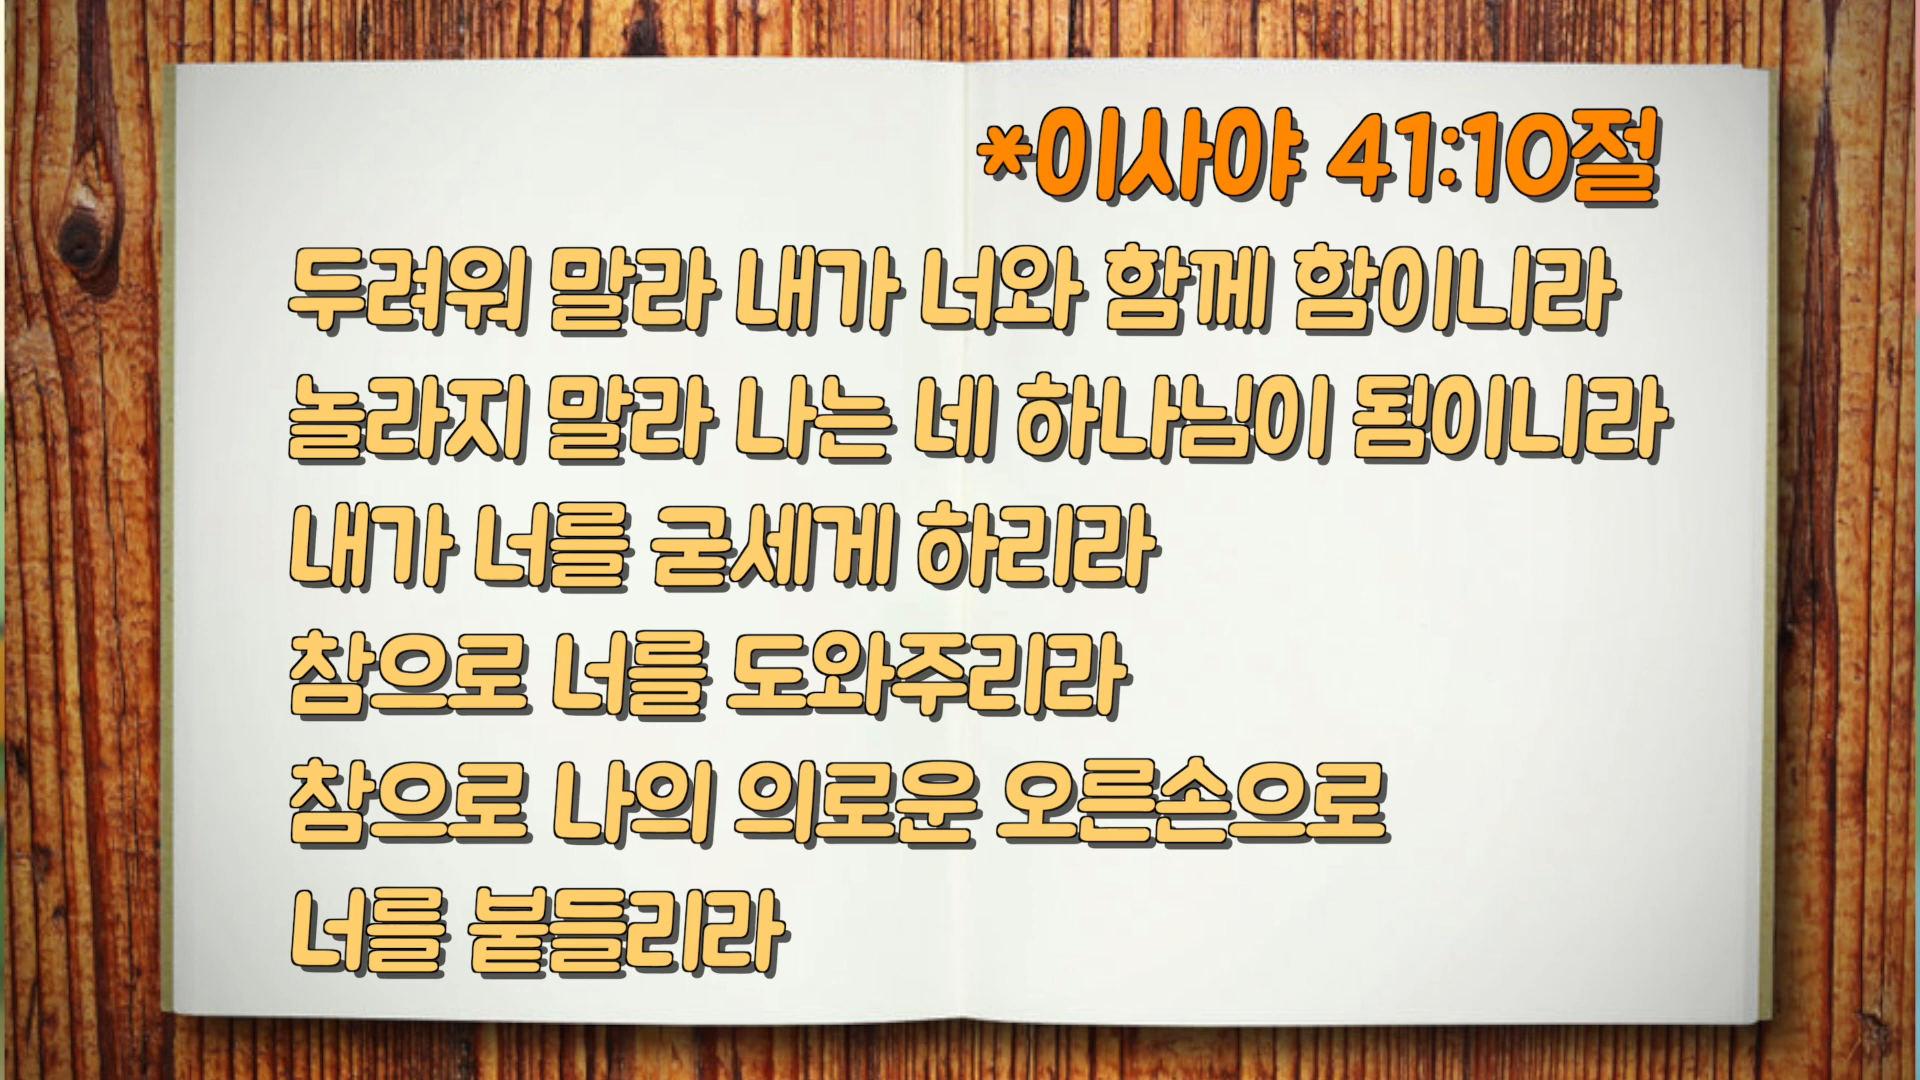 *이사야 41:10절
두려워 말라 내가 너와 함께 함이니라
놀라지 말라 나는 네 하나님이 됨이니라
내가 너를 굳세게 하리라
참으로 너를 도와주리라
참으로 나의 의로운 오른손으로
너를 붙들리라